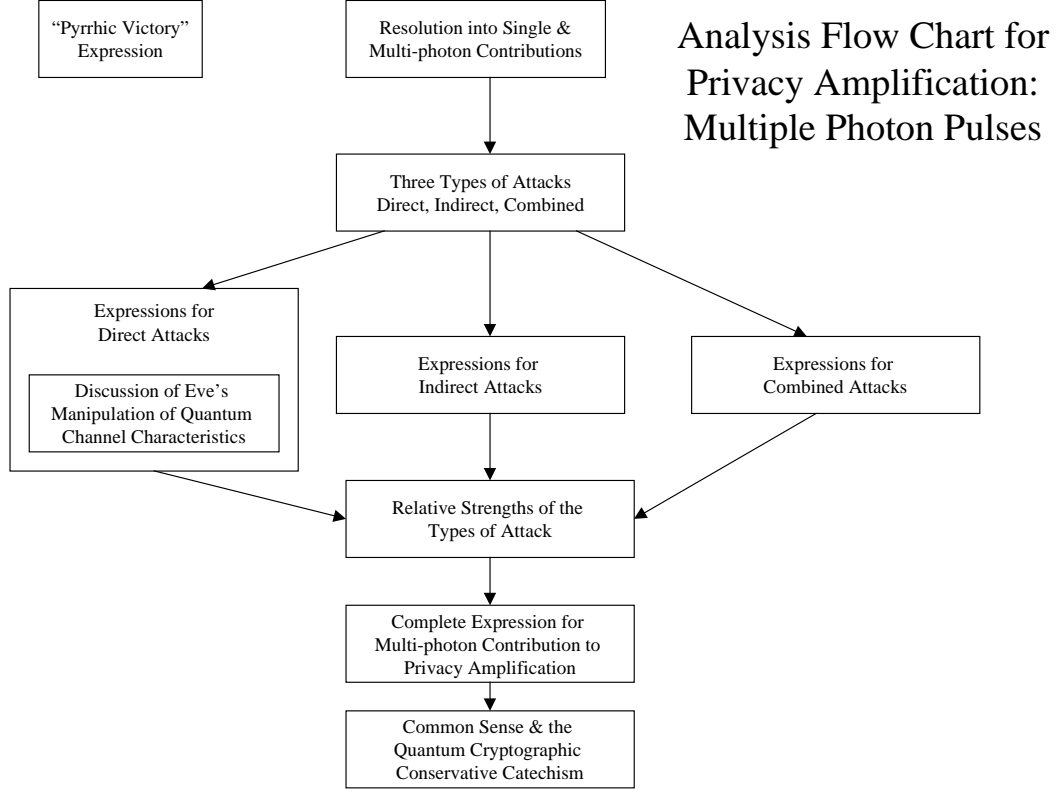 “Pyrrhic Victory”
Expression
Resolution into Single &
Multi-photon Contributions
Analysis Flow Chart for
Privacy Amplification:
Multiple Photon Pulses
Three Types of Attacks
Direct, Indirect, Combined
Expressions for
Direct Attacks
Discussion of Eve’s
Manipulation of Quantum
Channel Characteristics
Expressions for
Indirect Attacks
Expressions for
Combined Attacks
Relative Strengths of the
Types of Attack
Complete Expression for
Multi-photon Contribution to
Privacy Amplification
Common Sense & the
Quantum Cryptographic
Conservative Catechism